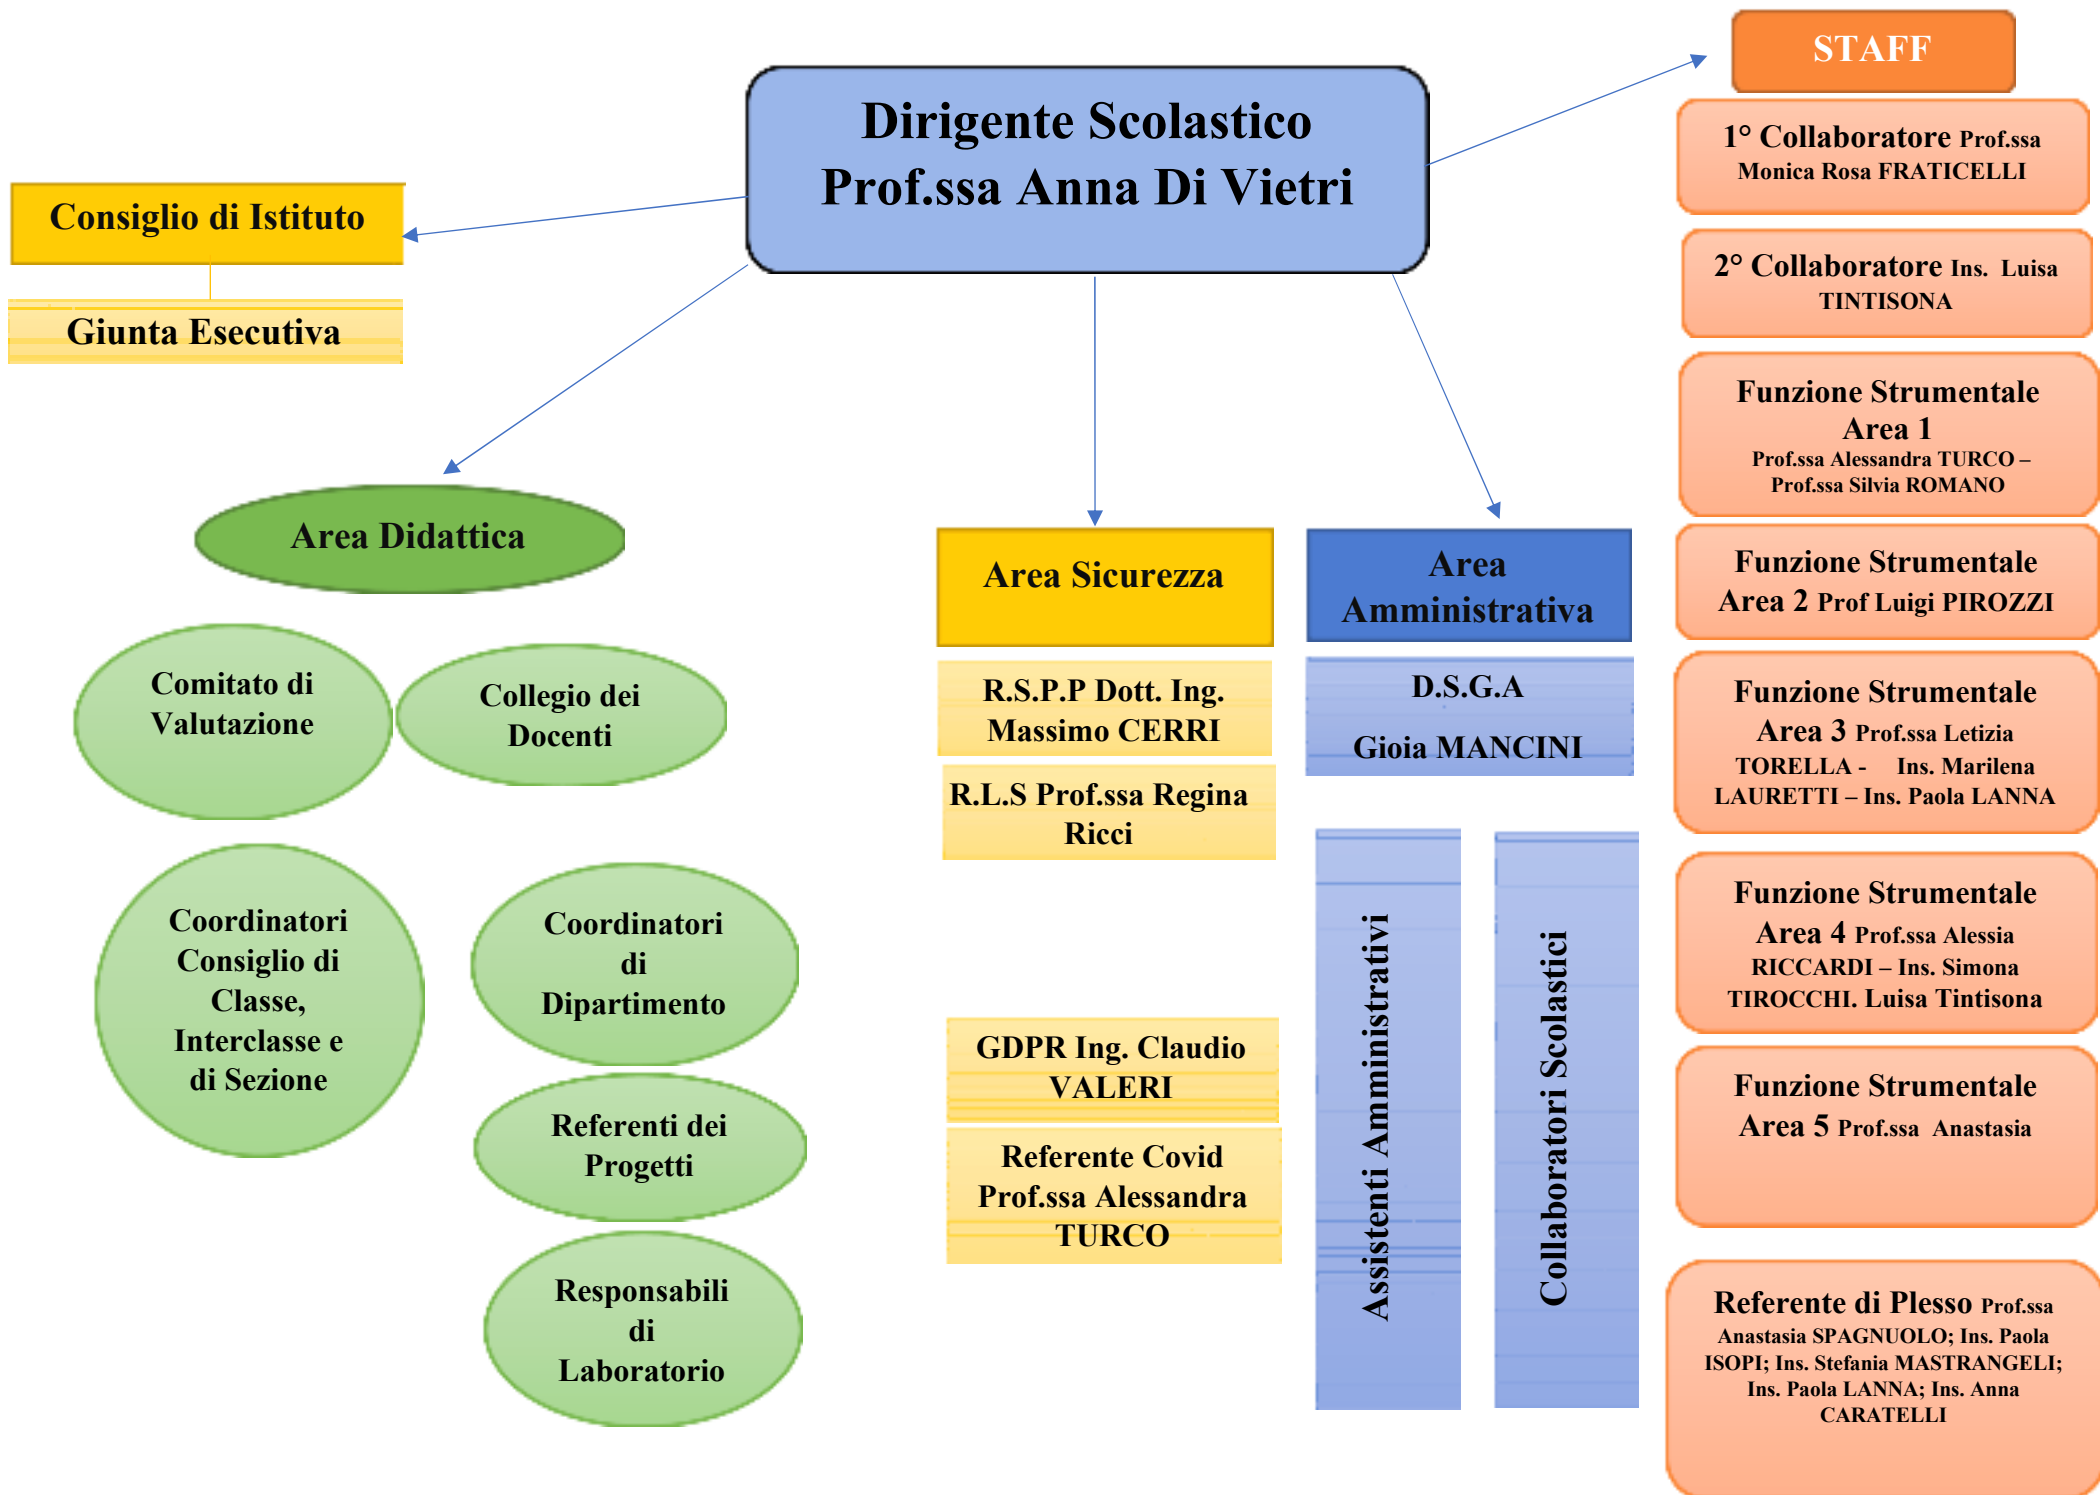 Dirigente Scolastico
Prof.ssa Anna Di Vietri
Consiglio di Istituto
Giunta Esecutiva
Area Didattica
Comitato di
Valutazione
Collegio dei
Docenti
Coordinatori
Consiglio di
Classe,
Interclasse e
di Sezione
Coordinatori
di
Dipartimento
Referenti dei
Progetti
Responsabili
di
Laboratorio
Area Sicurezza
R.S.P.P Dott. Ing.
Massimo CERRI
R.L.S Prof.ssa Regina
Ricci
GDPR Ing. Claudio
VALERI
Referente Covid
Prof.ssa Alessandra
TURCO
Area
Amministrativa
D.S.G.A
Gioia MANCINI
Assistenti Amministrativi
Collaboratori Scolastici
STAFF
1° Collaboratore Prof.ssa
Monica Rosa FRATICELLI
2° Collaboratore Ins. Luisa
TINTISONA
Funzione Strumentale
Area 1
Prof.ssa Alessandra TURCO –
Prof.ssa Silvia ROMANO
Funzione Strumentale
Area 2 Prof Luigi PIROZZI
Funzione Strumentale
Area 3 Prof.ssa Letizia
TORELLA - Ins. Marilena
LAURETTI – Ins. Paola LANNA
Funzione Strumentale
Area 4 Prof.ssa Alessia
RICCARDI – Ins. Simona
TIROCCHI. Luisa Tintisona
Funzione Strumentale
Area 5 Prof.ssa Anastasia
Referente di Plesso Prof.ssa
Anastasia SPAGNUOLO; Ins. Paola
ISOPI; Ins. Stefania MASTRANGELI;
Ins. Paola LANNA; Ins. Anna
CARATELLI